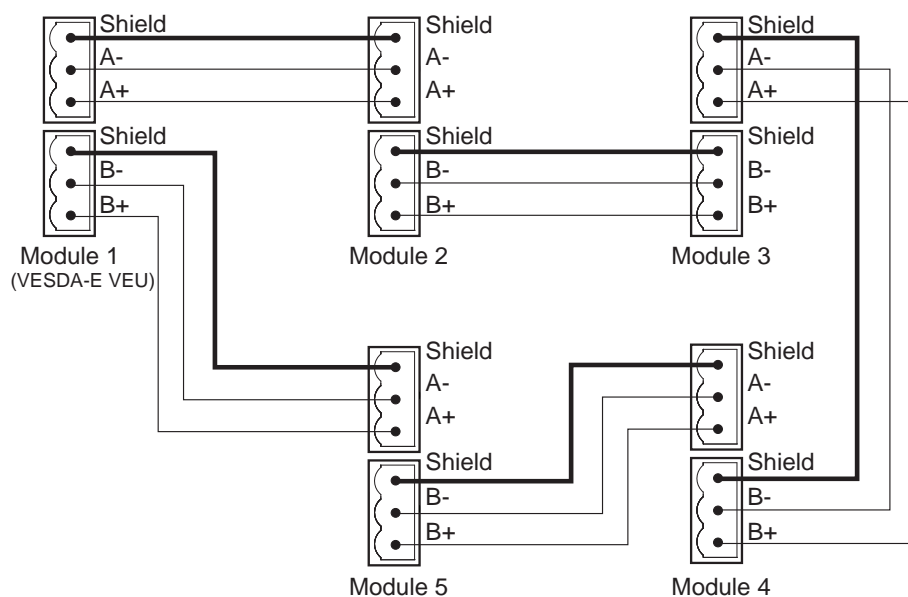 Shield
A-
A+
Shield
B-
B+
Module 1
(VESDA-E VEU)
Shield
A-
A+
Shield
B-
B+
Module 2
Shield
A-
A+
Shield
B-
B+
Module 3
Shield
A-
A+
Shield
B-
B+
Module 5
Shield
A-
A+
Shield
B-
B+
Module 4